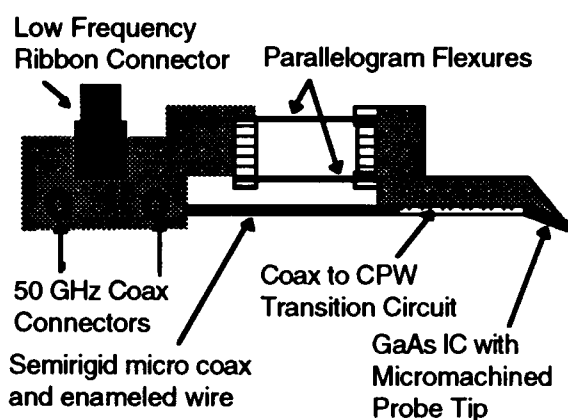 Low Frequency
Ribbon Connector
Parallelogram Flexures
50 GHz Coax
Connectors
Semirigid micro coax
and enameled wire
Coax to CPW
Transition Circuit
GaAs IC with
Micromachined
Probe Tip